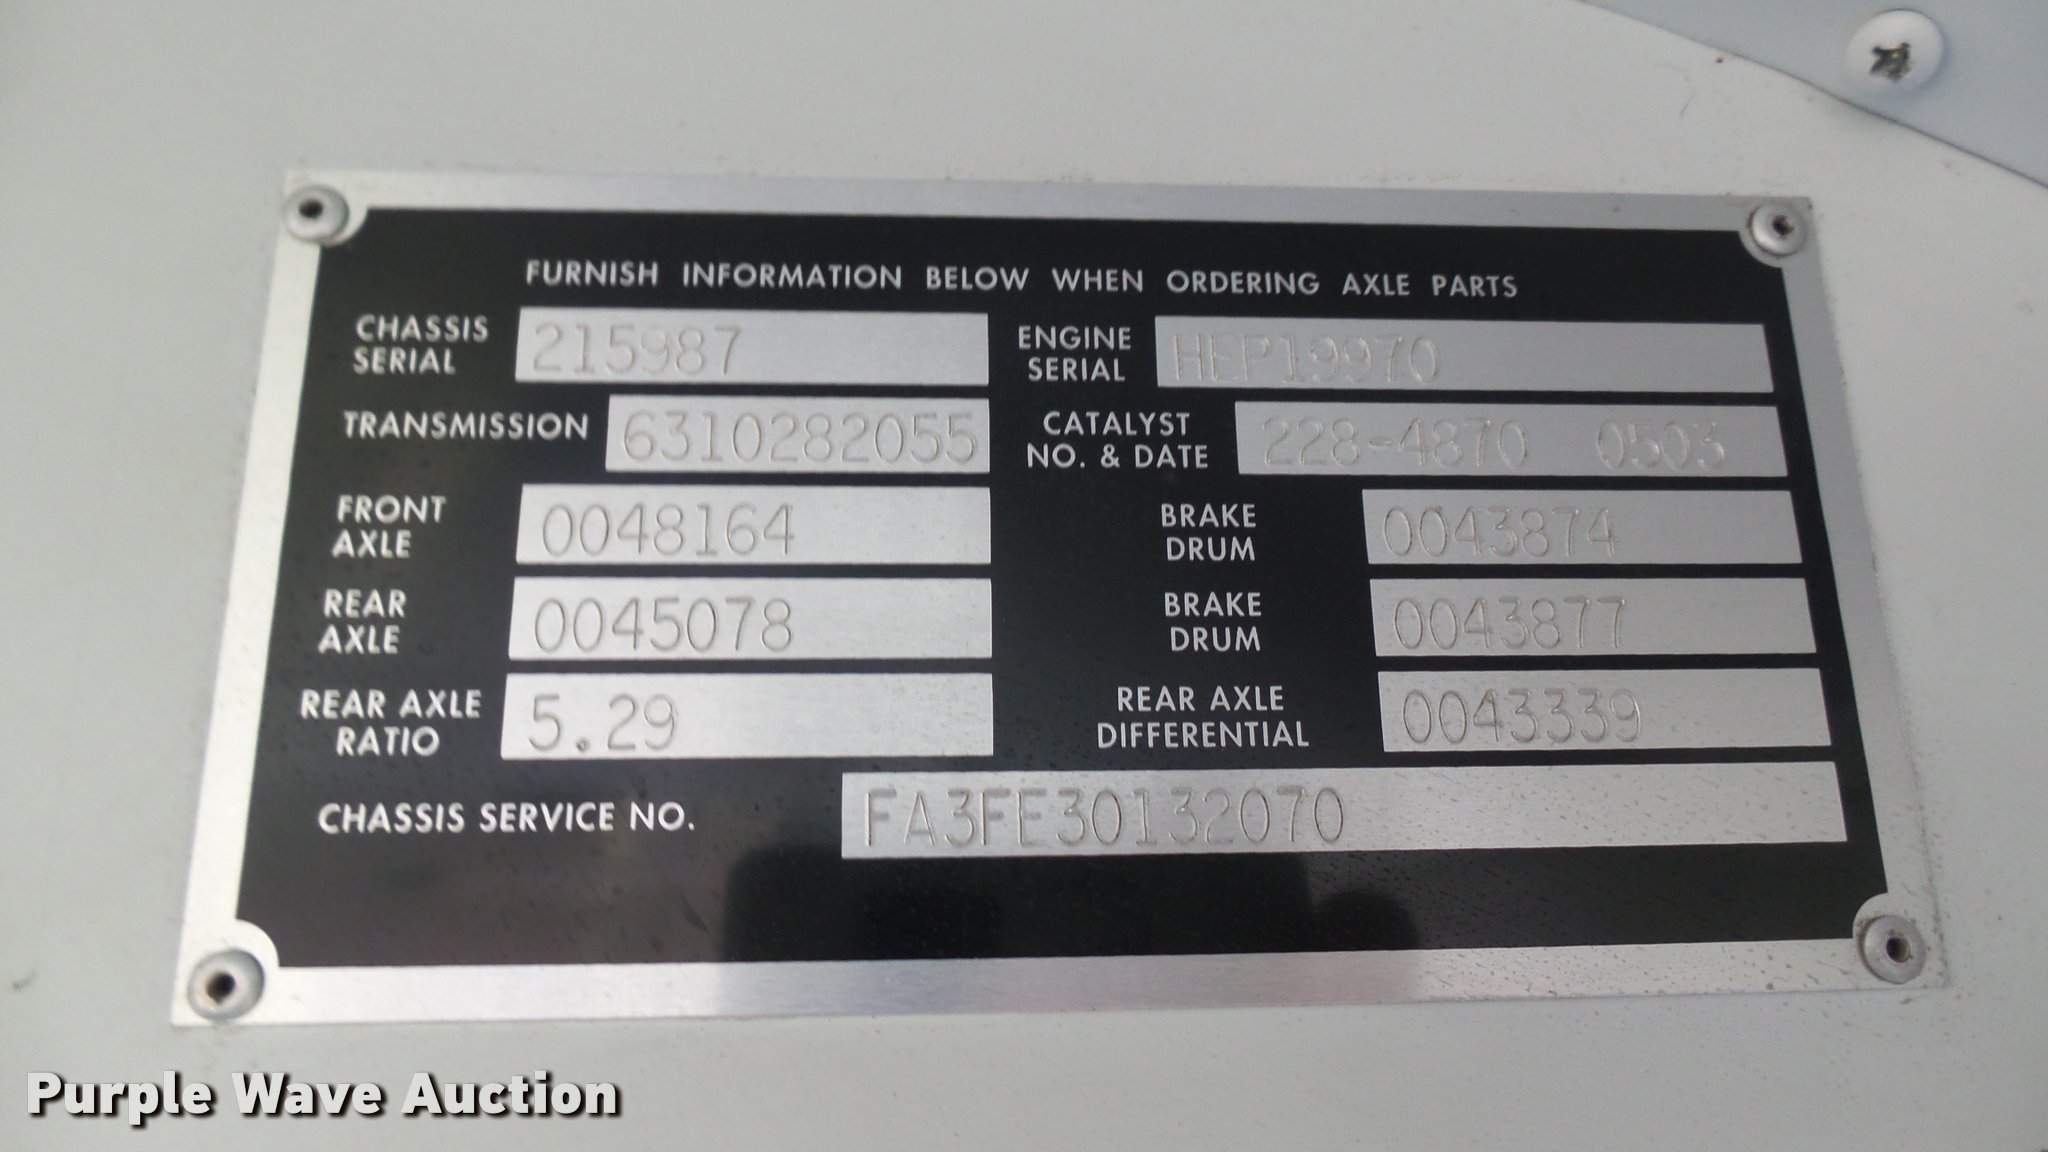 FURNISH INFORMATION BELOW WHEN ORDERING AXLE PARTS
CHASSIS SERIAL 215987 ENGINE SERIAL HEP19970
TRANSMISSION 6310282055 CATALYST NO. & DATE 228-4870 0503
FRONT AXLE 0048164 BRAKE DRUM 0043874
REAR AXLE 0045078 BRAKE DRUM 0043877
REAR AXLE RATIO 5.29 REAR AXLE DIFFERENTIAL 0043339
CHASSIS SERVICE NO. FA3FE30132070
Purple Wave Auction